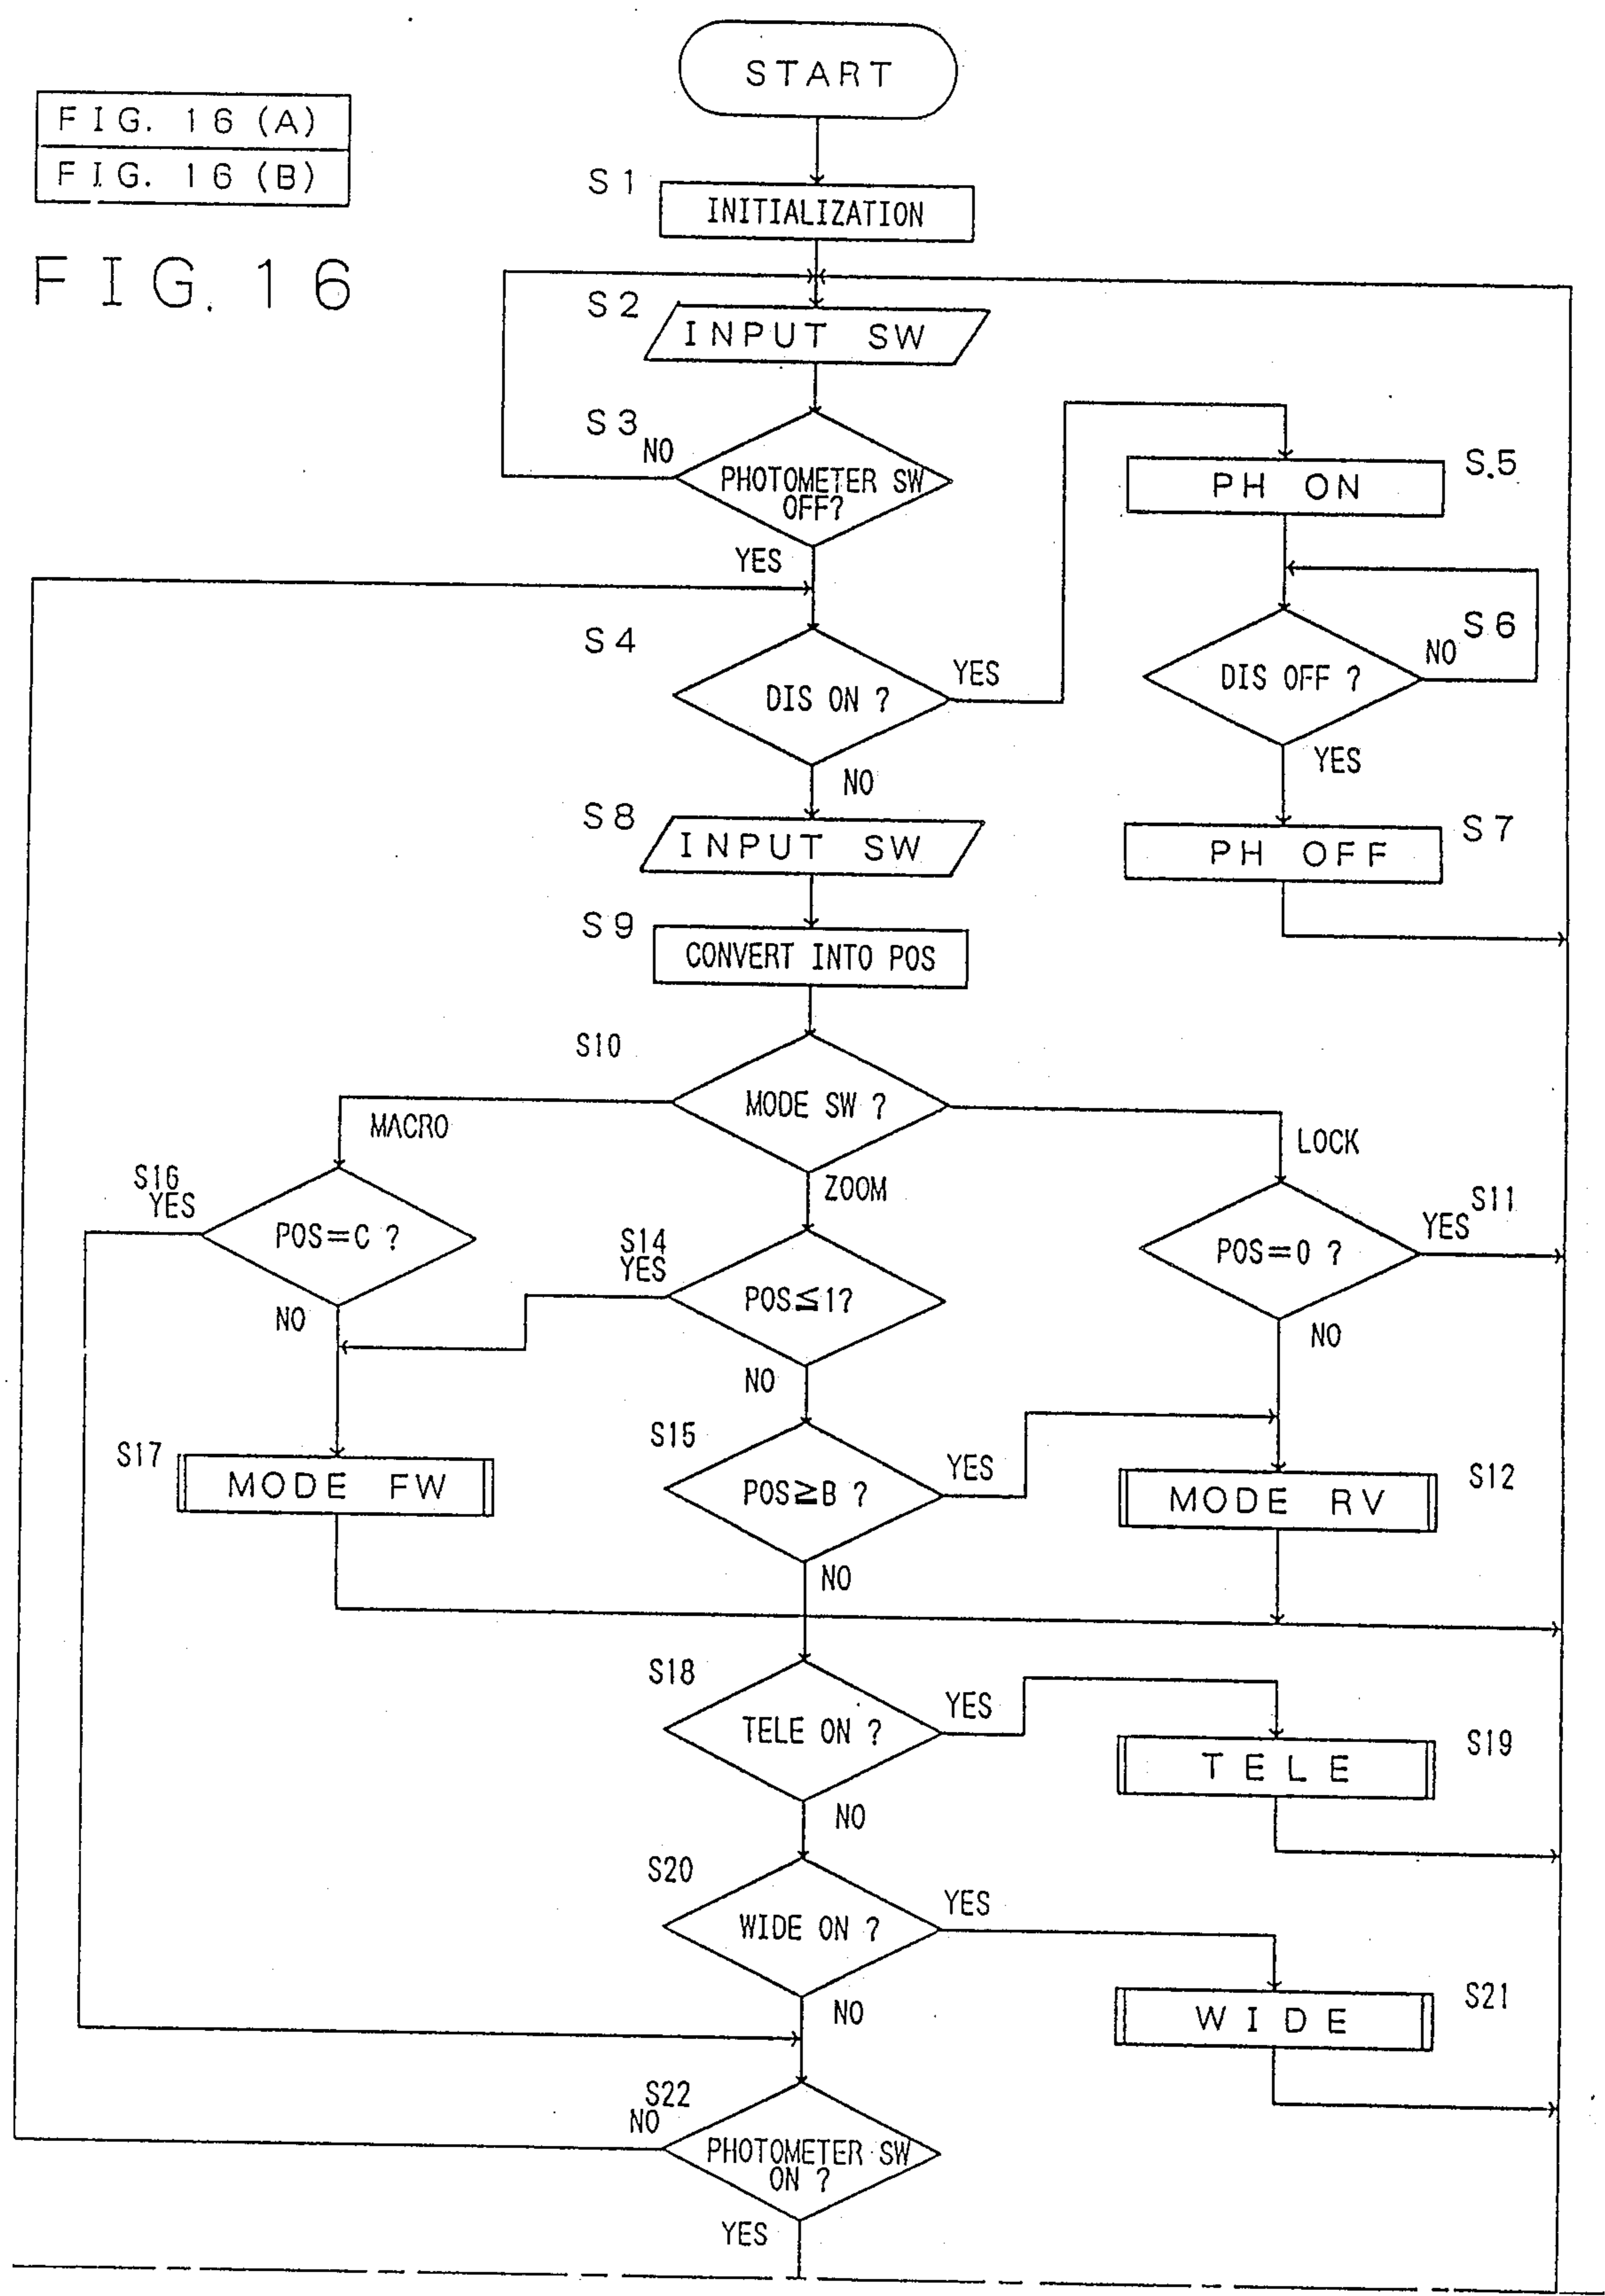 START
FIG. 16 (A)
FIG. 16 (B)
FIG. 16
S1
INITIALIZATION
S2
INPUT SW
S3
NO
PHOTOMETER SW
OFF?
YES
S.5
PH ON
S4
DIS ON ?
YES
NO
S6
NO
DIS OFF ?
YES
S8
INPUT SW
S7
PH OFF
S9
CONVERT INTO POS
S10
MODE SW ?
MACRO
ZOOM
LOCK
S16
YES
POS=C ?
NO
S14
YES
POS≦1?
NO
S11
YES
POS=0 ?
NO
S15
POS≧B ?
YES
NO
S17
MODE FW
S12
MODE RV
S18
TELE ON ?
YES
NO
S19
TELE
S20
WIDE ON ?
YES
NO
S21
WIDE
S22
NO
PHOTOMETER SW
ON ?
YES